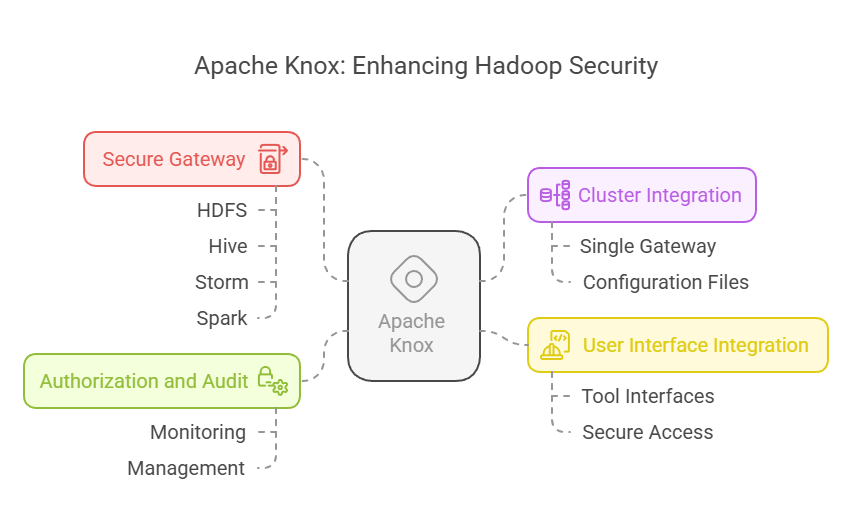 Apache Knox: Enhancing Hadoop Security
Secure Gateway
HDFS
Hive
Storm
Spark
Authorization and Audit
Monitoring
Management
Apache
Knox
Cluster Integration
Single Gateway
Configuration Files
User Interface Integration
Tool Interfaces
Secure Access